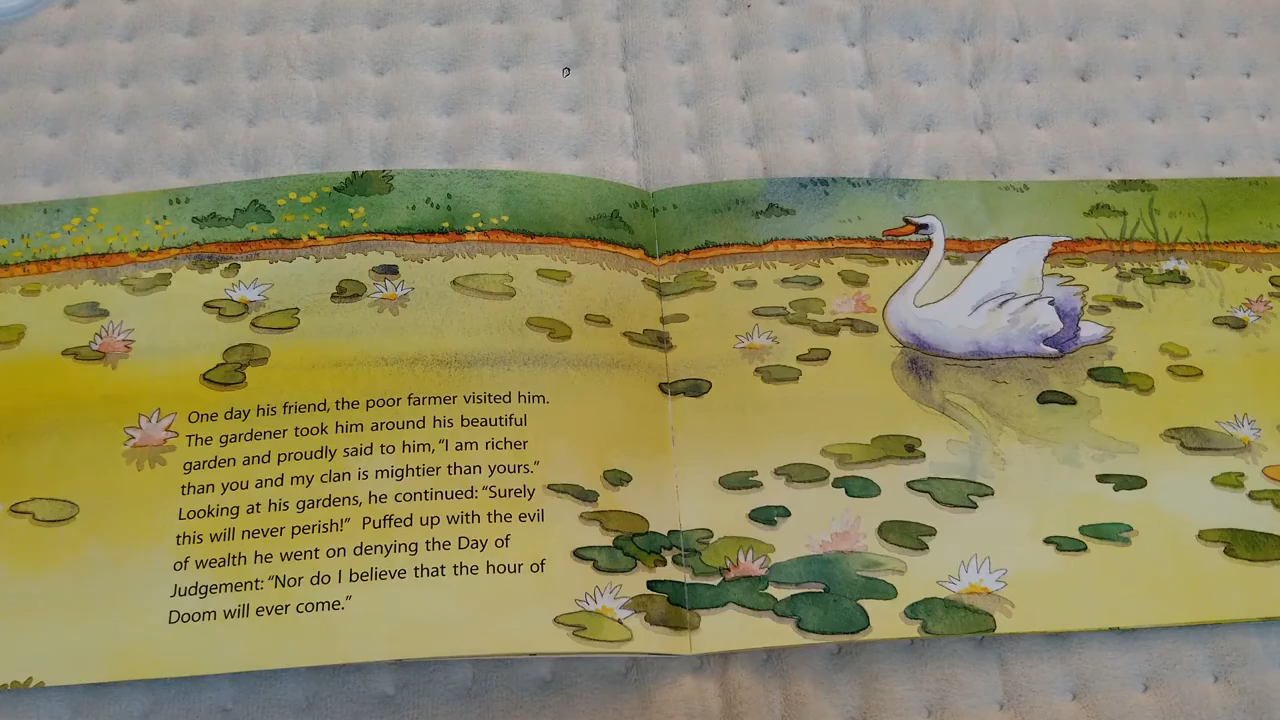 One day his friend, the poor farmer visited him.
The gardener took him around his beautiful
garden and proudly said to him, “I am richer
than you and my clan is mightier than yours.”
Looking at his gardens, he continued: “Surely
this will never perish!” Puffed up with the evil
of wealth he went on denying the Day of
Judgement: “Nor do I believe that the hour of
Doom will ever come.”